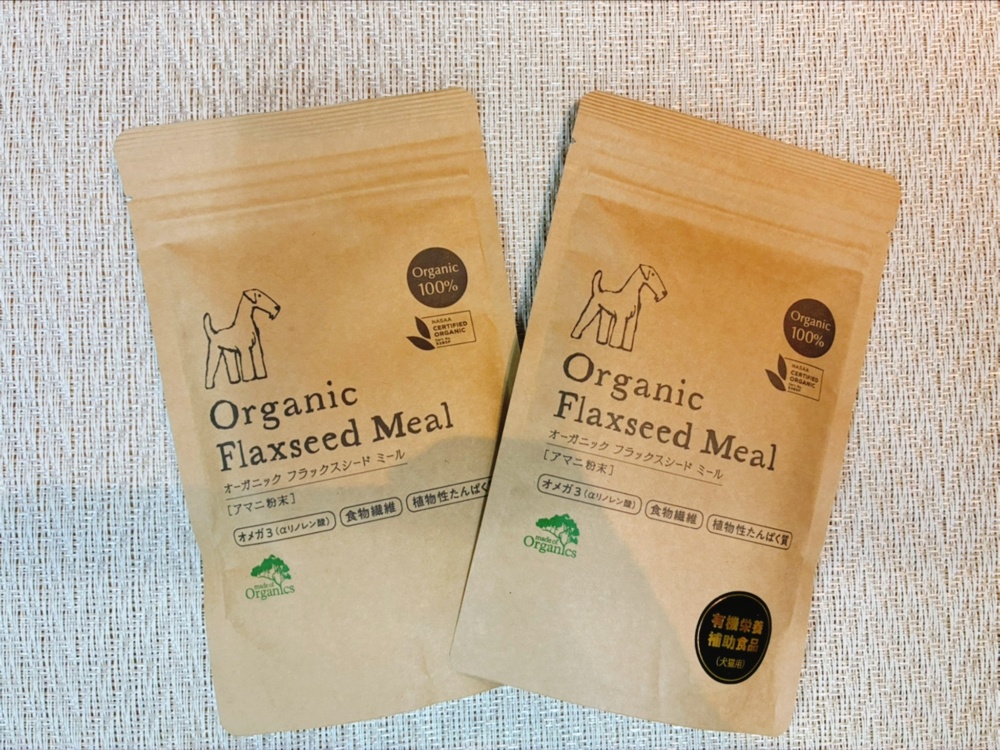 Organic
100%
NASAA
CERTIFIED
ORGANIC
Organic
Flaxseed Meal
オーガニック フラックスシード ミール
[アマニ粉末]
オメガ3(αリノレン酸)
食物繊維
植物性たんぱく
made of
Organics
Organic
100%
NASAA
CERTIFIED
ORGANIC
Organic
Flaxseed Meal
オーガニック フラックスシード ミール
[アマニ粉末]
オメガ3(αリノレン酸)
食物繊維
植物性たんぱく質
made of
Organics
有機栄養
補助食品
(犬猫用)